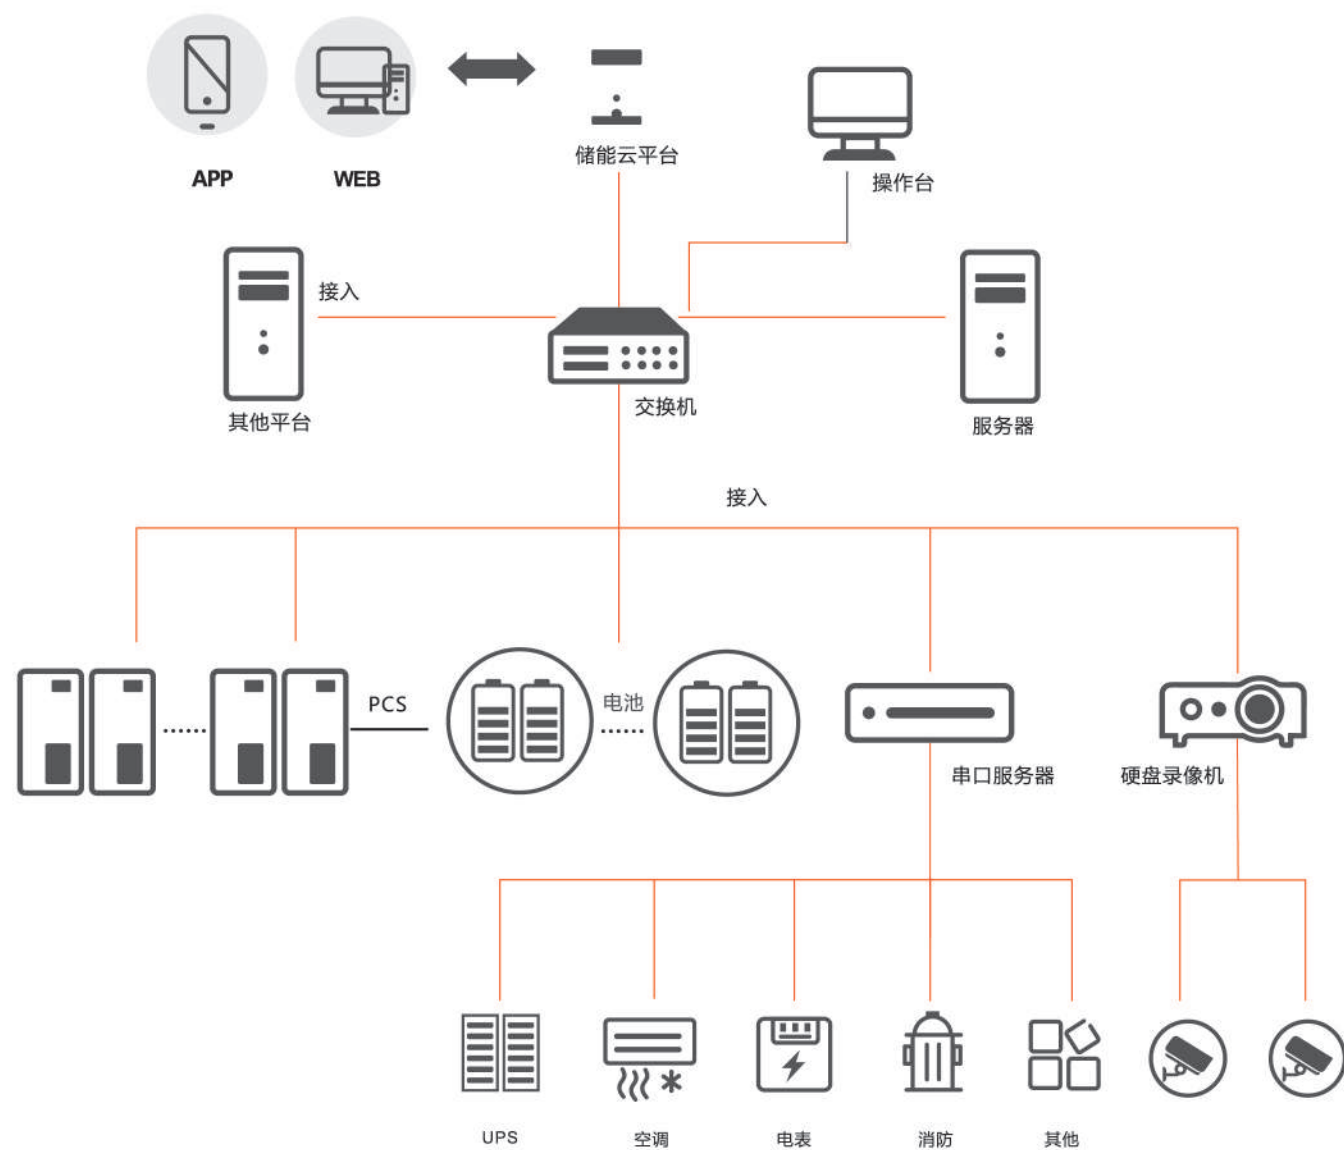 储能云平台
APP
WEB
操作台
接入
其他平台
交换机
服务器
接入
PCS
电池
串口服务器
硬盘录像机
UPS
空调
电表
消防
其他